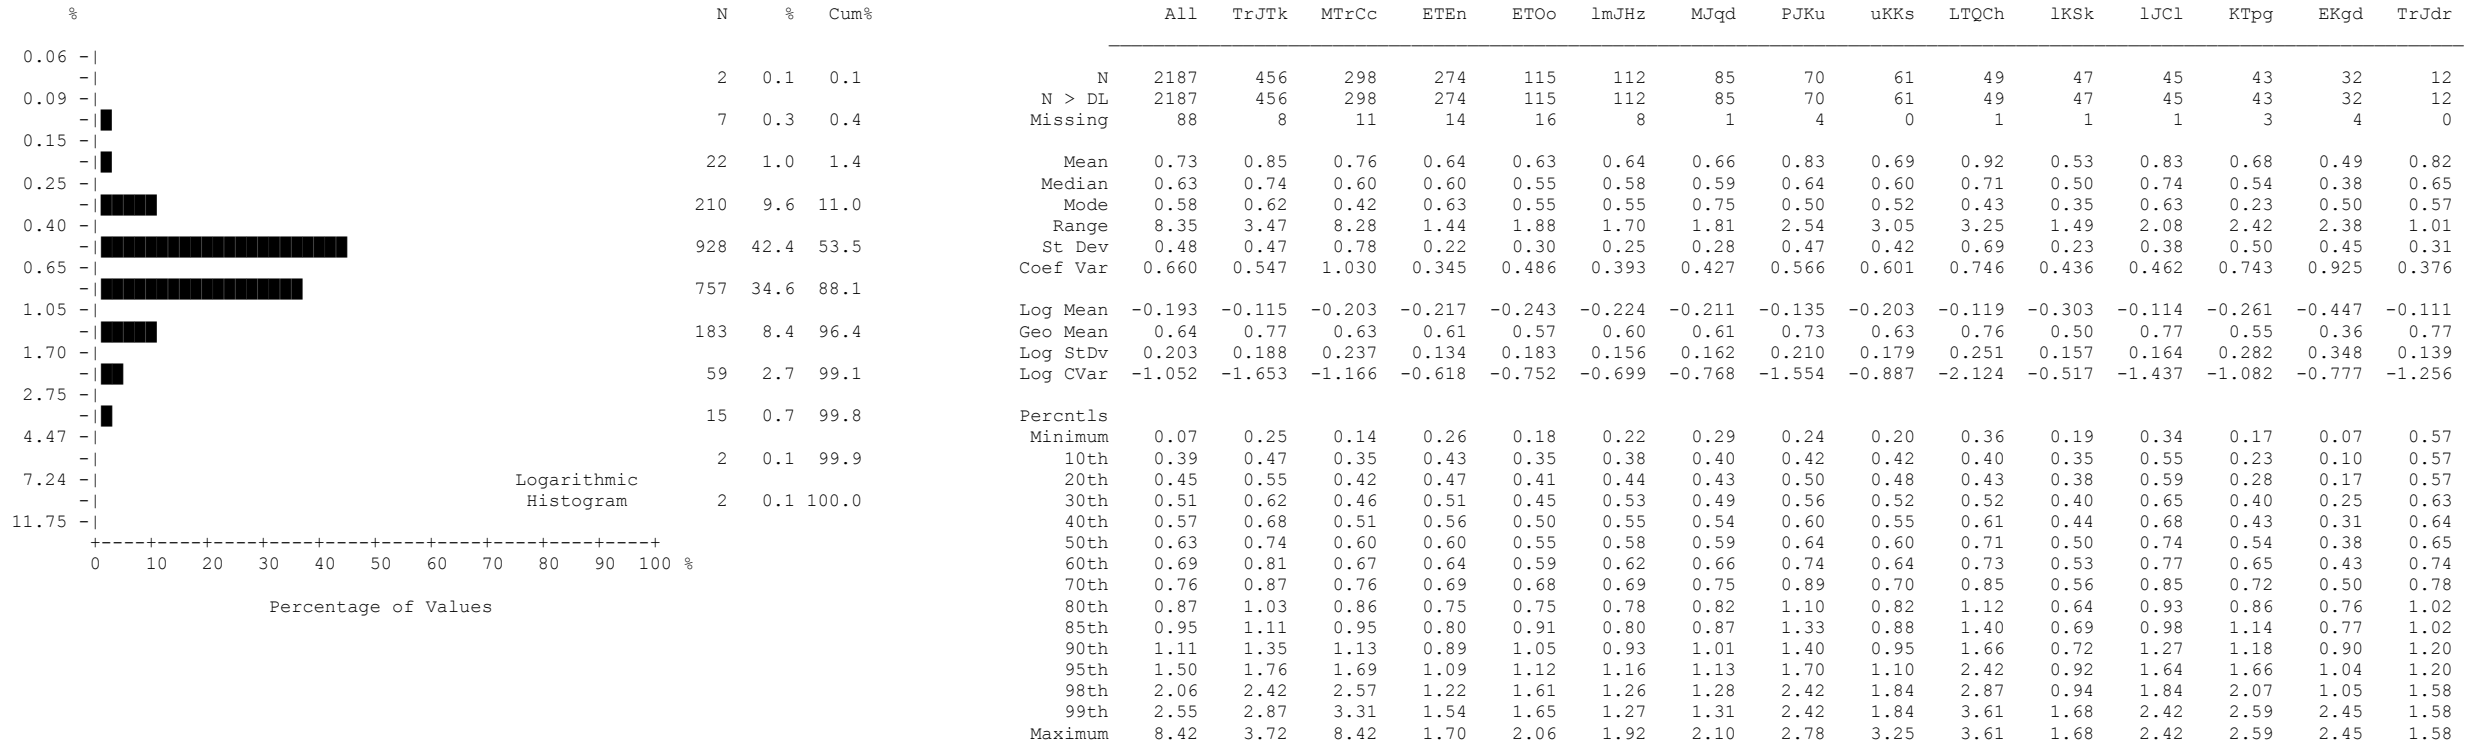 % N % Cum% All TrJTk MTrCc ETEn ETOo lmJHz MJqd PJKu uKKs LTQCh lKSk lJCl KTpg EKgd TrJdr
0.06 -|
-| 2 0.1 0.1 N 2187 456 298 274 115 112 85 70 61 49 47 45 43 32 12
0.09 -| N > DL 2187 456 298 274 115 112 85 70 61 49 47 45 43 32 12
-| 7 0.3 0.4 Missing 88 8 11 14 16 8 1 4 0 1 1 1 3 4 0
0.15 -|
-| 22 1.0 1.4 Mean 0.73 0.85 0.76 0.64 0.63 0.64 0.66 0.83 0.69 0.92 0.53 0.83 0.68 0.49 0.82
0.25 -| Median 0.63 0.74 0.60 0.60 0.55 0.58 0.59 0.64 0.60 0.71 0.50 0.74 0.54 0.38 0.65
-| 210 9.6 11.0 Mode 0.58 0.62 0.42 0.63 0.55 0.55 0.75 0.50 0.52 0.43 0.35 0.63 0.23 0.50 0.57
0.40 -| Range 8.35 3.47 8.28 1.44 1.88 1.70 1.81 2.54 3.05 3.25 1.49 2.08 2.42 2.38 1.01
-| 928 42.4 53.5 St Dev 0.48 0.47 0.78 0.22 0.30 0.25 0.28 0.47 0.42 0.69 0.23 0.38 0.50 0.45 0.31
0.65 -| Coef Var 0.660 0.547 1.030 0.345 0.486 0.393 0.427 0.566 0.601 0.746 0.436 0.462 0.743 0.925 0.376
-| 757 34.6 88.1
1.05 -| Log Mean -0.193 -0.115 -0.203 -0.217 -0.243 -0.224 -0.211 -0.135 -0.203 -0.119 -0.303 -0.114 -0.261 -0.447 -0.111
-| 183 8.4 96.4 Geo Mean 0.64 0.77 0.63 0.61 0.57 0.60 0.61 0.73 0.63 0.76 0.50 0.77 0.55 0.36 0.77
1.70 -| Log StDv 0.203 0.188 0.237 0.134 0.183 0.156 0.162 0.210 0.179 0.251 0.157 0.164 0.282 0.348 0.139
-| 59 2.7 99.1 Log CVar -1.052 -1.653 -1.166 -0.618 -0.752 -0.699 -0.768 -1.554 -0.887 -2.124 -0.517 -1.437 -1.082 -0.777 -1.256
2.75 -|
-| 15 0.7 99.8 Percntls
4.47 -| Minimum 0.07 0.25 0.14 0.26 0.18 0.22 0.29 0.24 0.20 0.36 0.19 0.34 0.17 0.07 0.57
-| 2 0.1 99.9 10th 0.39 0.47 0.35 0.43 0.35 0.38 0.40 0.42 0.42 0.40 0.35 0.55 0.23 0.10 0.57
7.24 -| Logarithmic 20th 0.45 0.55 0.42 0.47 0.41 0.44 0.43 0.50 0.48 0.43 0.38 0.59 0.28 0.17 0.57
-| Histogram 2 0.1 100.0 30th 0.51 0.62 0.46 0.51 0.45 0.53 0.49 0.56 0.52 0.52 0.40 0.65 0.40 0.25 0.63
11.75 -| 40th 0.57 0.68 0.51 0.56 0.50 0.55 0.54 0.60 0.55 0.61 0.44 0.68 0.43 0.31 0.64
+----+----+----+----+----+----+----+----+----+----+ 50th 0.63 0.74 0.60 0.60 0.55 0.58 0.59 0.64 0.60 0.71 0.50 0.74 0.54 0.38 0.65
0 10 20 30 40 50 60 70 80 90 100 % 60th 0.69 0.81 0.67 0.64 0.59 0.62 0.66 0.74 0.64 0.73 0.53 0.77 0.65 0.43 0.74
70th 0.76 0.87 0.76 0.69 0.68 0.69 0.75 0.89 0.70 0.85 0.56 0.85 0.72 0.50 0.78
Percentage of Values 80th 0.87 1.03 0.86 0.75 0.75 0.78 0.82 1.10 0.82 1.12 0.64 0.93 0.86 0.76 1.02
85th 0.95 1.11 0.95 0.80 0.91 0.80 0.87 1.33 0.88 1.40 0.69 0.98 1.14 0.77 1.02
90th 1.11 1.35 1.13 0.89 1.05 0.93 1.01 1.40 0.95 1.66 0.72 1.27 1.18 0.90 1.20
95th 1.50 1.76 1.69 1.09 1.12 1.16 1.13 1.70 1.10 2.42 0.92 1.64 1.66 1.04 1.20
98th 2.06 2.42 2.57 1.22 1.61 1.26 1.28 2.42 1.84 2.87 0.94 1.84 2.07 1.05 1.58
99th 2.55 2.87 3.31 1.54 1.65 1.27 1.31 2.42 1.84 3.61 1.68 2.42 2.59 2.45 1.58
Maximum 8.42 3.72 8.42 1.70 2.06 1.92 2.10 2.78 3.25 3.61 1.68 2.42 2.59 2.45 1.58